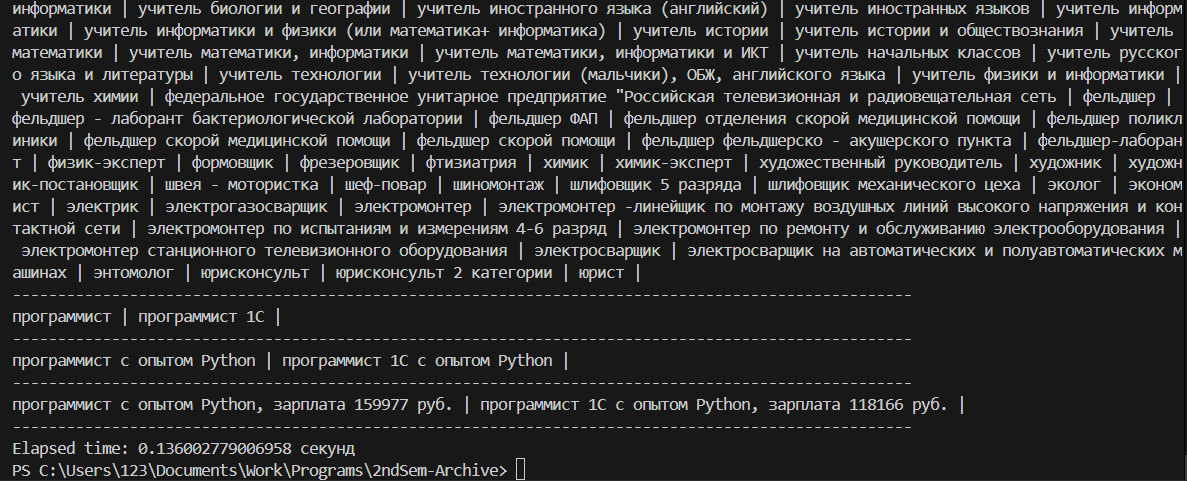 информатики | учитель биологии и географии | учитель иностранного языка (английский) | учитель иностранных языков | учитель информ
атики | учитель информатики и физики (или математика+ информатика) | учитель истории | учитель истории и обществознания | учитель
математики | учитель математики, информатики | учитель математики, информатики и ИКТ | учитель начальных классов | учитель русског
о языка и литературы | учитель технологии | учитель технологии (мальчики), ОБЖ, английского языка | учитель физики и информатики |
учитель химии | федеральное государственное унитарное предприятие "Российская телевизионная и радиовещательная сеть | фельдшер |
фельдшер - лаборант бактериологической лаборатории | фельдшер ФАП | фельдшер отделения скорой медицинской помощи | фельдшер поликл
иники | фельдшер скорой медицинской помощи | фельдшер скорой помощи | фельдшер фельдшерско - акушерского пункта | фельдшер-лаборан
т | физик-эксперт | формовщик | фрезеровщик | фтизиатрия | химик | химик-эксперт | художественный руководитель | художник | художн
ик-постановщик | швея - мотористка | шеф-повар | шиномонтаж | шлифовщик 5 разряда | шлифовщик механического цеха | эколог | эконом
ист | электрик | электрогазосварщик | электромонтер | электромонтер -линейщик по монтажу воздушных линий высокого напряжения и кон
тактной сети | электромонтер по испытаниям и измерениям 4-6 разряд | электромонтер по ремонту и обслуживанию электрооборудования |
электромонтер станционного телевизионного оборудования | электросварщик | электросварщик на автоматических и полуавтоматических м
ашинах | энтомолог | юрисконсульт | юрисконсульт 2 категории | юрист |
----------------------------------------------------------------------------------------------------
программист | программист 1С |
----------------------------------------------------------------------------------------------------
программист с опытом Python | программист 1С с опытом Python |
----------------------------------------------------------------------------------------------------
программист с опытом Python, зарплата 159977 руб. | программист 1С с опытом Python, зарплата 118166 руб. |
----------------------------------------------------------------------------------------------------
Elapsed time: 0.136002779006958 секунд
PS C:\Users\123\Documents\Work\Programs\2ndSem-Archive>